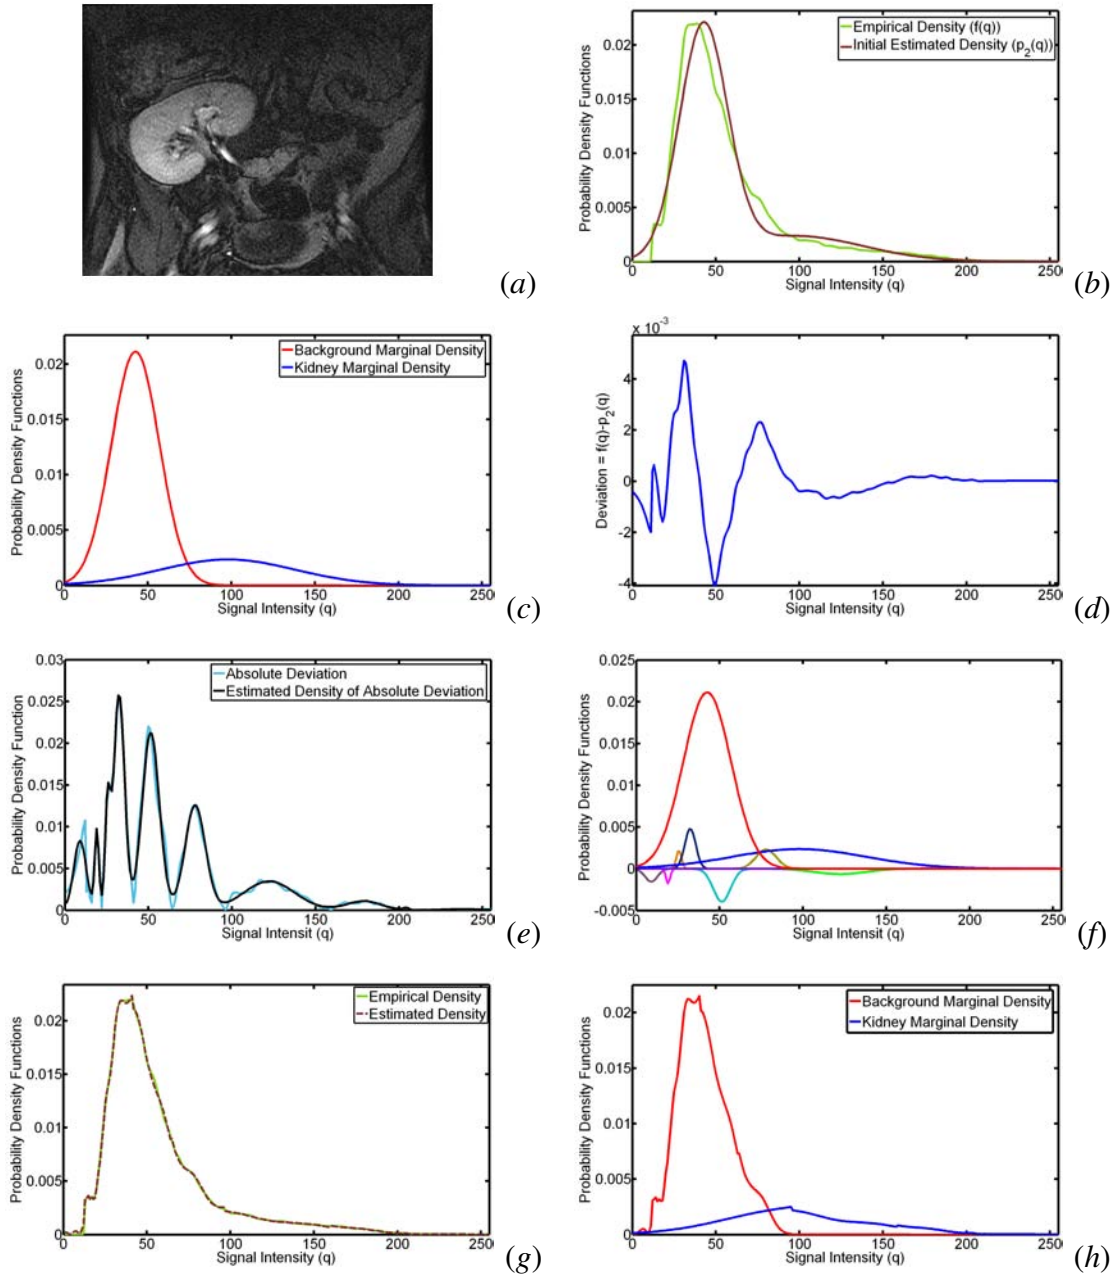 (a)
Probability Density Functions
0.02
0.015
0.01
0.005
0
0 50 100 150 200 250
Signal Intensity (q)
Empirical Density (f(q))
Initial Estimated Density (p₂(q))
(b)
Probability Density Functions
0.02
0.015
0.01
0.005
0
0 50 100 150 200 250
Signal Intensity (q)
Background Marginal Density
Kidney Marginal Density
(c)
x 10⁻³
Deviation = f(q)-p₂(q)
4
2
0
-2
-4
0 50 100 150 200 250
Signal Intensity (q)
(d)
Probability Density Function
0.03
0.025
0.02
0.015
0.01
0.005
0
0 50 100 150 200 250
Signal Intensit (q)
Absolute Deviation
Estimated Density of Absolute Deviation
(e)
Probability Density Functions
0.025
0.02
0.015
0.01
0.005
0
-0.005
0 50 100 150 200 250
Signal Intensit (q)
(f)
Probability Density Functions
0.02
0.015
0.01
0.005
0
0 50 100 150 200 250
Signal Intensity (q)
Empirical Density
Estimated Density
(g)
Probability Density Functions
0.02
0.015
0.01
0.005
0
0 50 100 150 200 250
Signal Intensity (q)
Background Marginal Density
Kidney Marginal Density
(h)